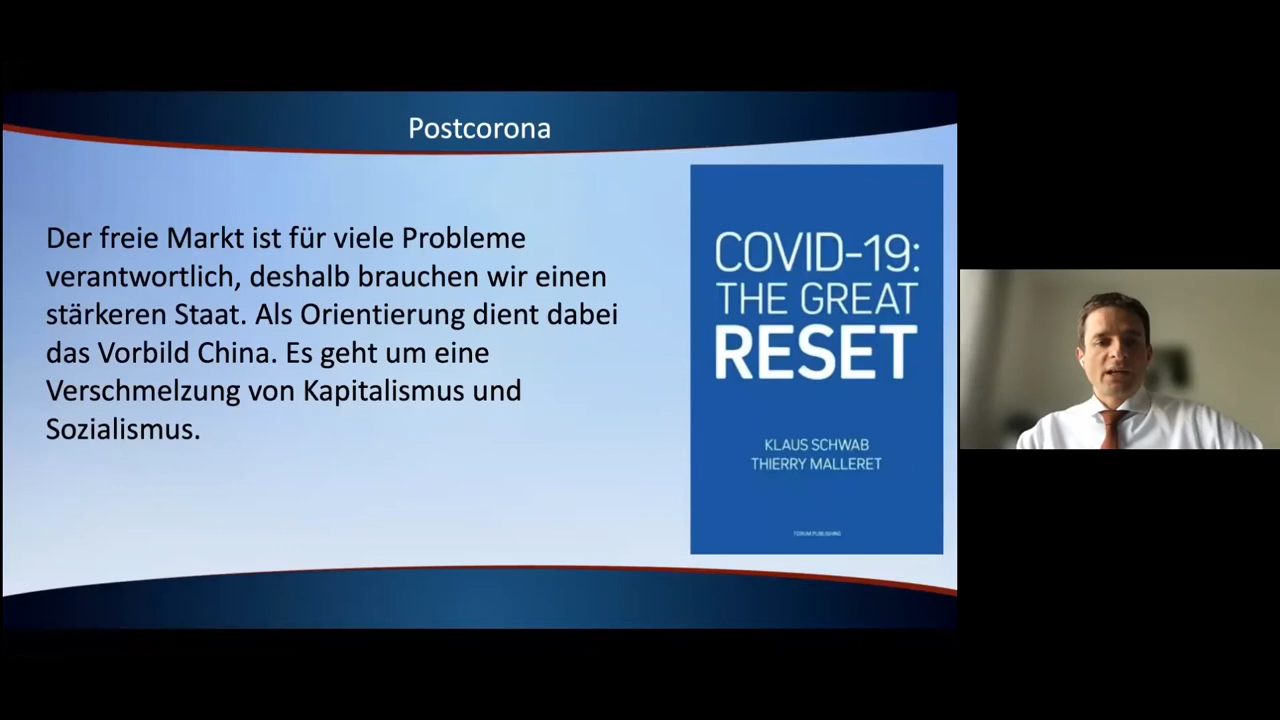 Postcorona
Der freie Markt ist für viele Probleme
verantwortlich, deshalb brauchen wir einen
stärkeren Staat. Als Orientierung dient dabei
das Vorbild China. Es geht um eine
Verschmelzung von Kapitalismus und
Sozialismus.
COVID-19:
THE GREAT
RESET
KLAUS SCHWAB
THIERRY MALLERET
FORUM PUBLISHING